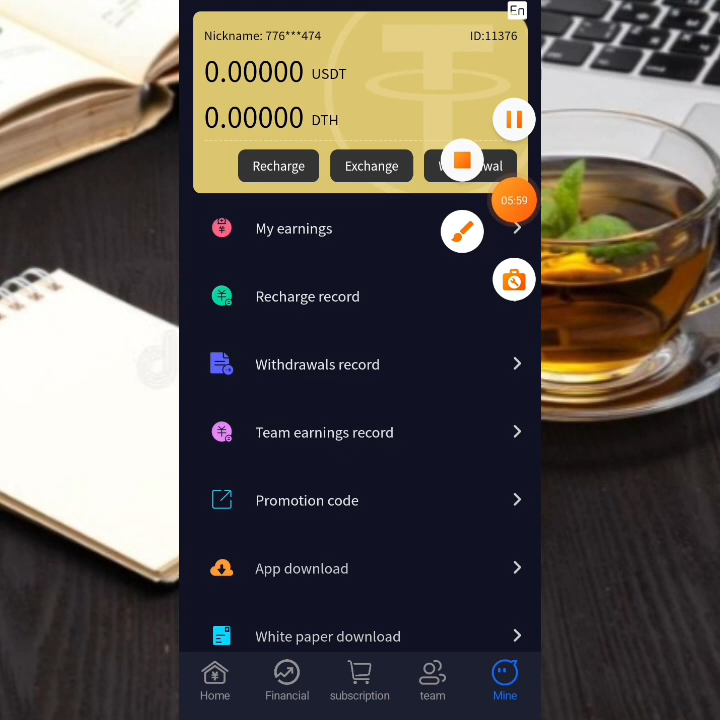 En
Nickname: 776***474 ID:11376
0.00000 USDT
0.00000 DTH
Recharge Exchange
05:59
My earnings
Recharge record
Withdrawals record
Team earnings record
Promotion code
App download
White paper download
Home Financial subscription team Mine